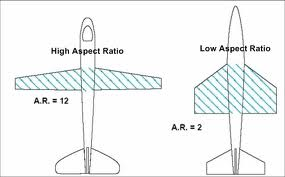 High Aspect Ratio
Low Aspect Ratio
A.R. = 12
A.R. = 2